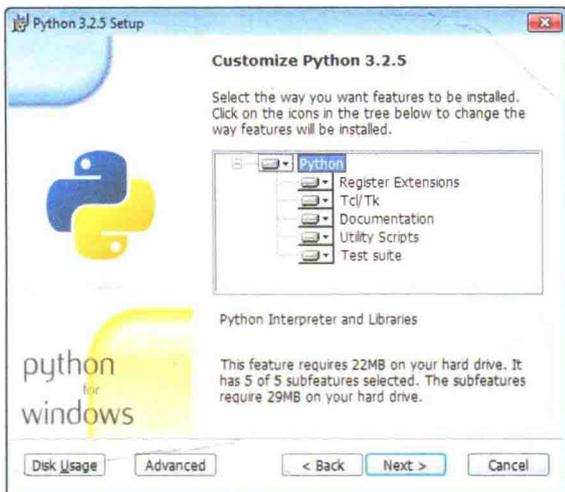 Python 3.2.5 Setup
Customize Python 3.2.5
Select the way you want features to be installed.
Click on the icons in the tree below to change the
way features will be installed.
Python
Register Extensions
Tcl/Tk
Documentation
Utility Scripts
Test suite
Python Interpreter and Libraries
This feature requires 22MB on your hard drive. It
has 5 of 5 subfeatures selected. The subfeatures
require 29MB on your hard drive.
python
for
windows
Disk Usage
Advanced
< Back
Next >
Cancel